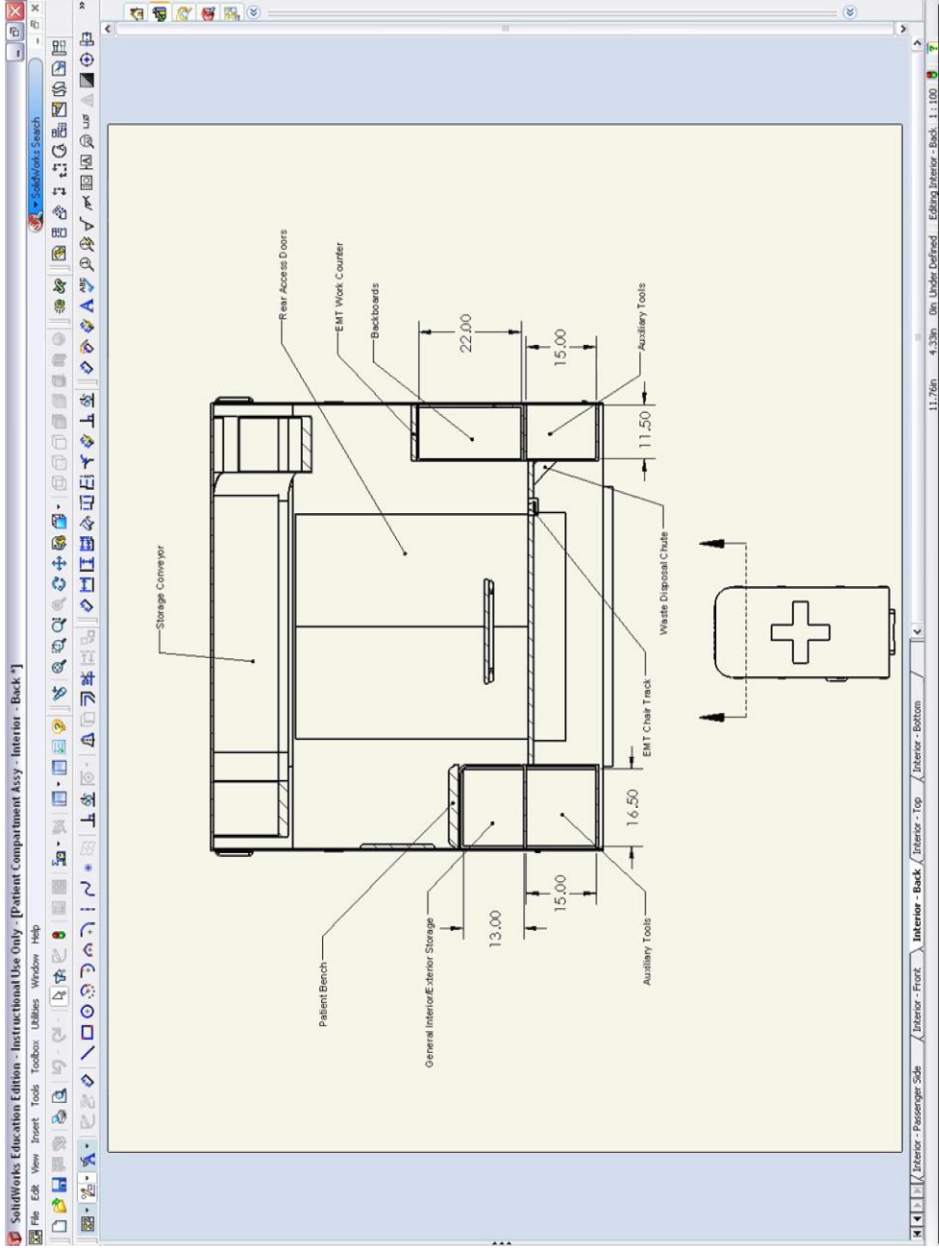 SolidWorks Education Edition - Instructional Use Only - [Patient Compartment Assy - Interior - Back *]
File Edit View Insert Tools Toolbox Utilities Window Help
SolidWorks Search
Storage Conveyor
Rear Access Doors
EMT Work Counter
Backboards
Patient Bench
22.00
General Interior/Exterior Storage
13.00
15.00
15.00
Auxiliary Tools
16.50
11.50
Auxiliary Tools
EMT Chair Track
Waste Disposal Chute
Interior - Passenger Side Interior - Front Interior - Back Interior - Top Interior - Bottom
11.76in 4.33in 0in Under Defined Editing Interior - Back 1 : 100